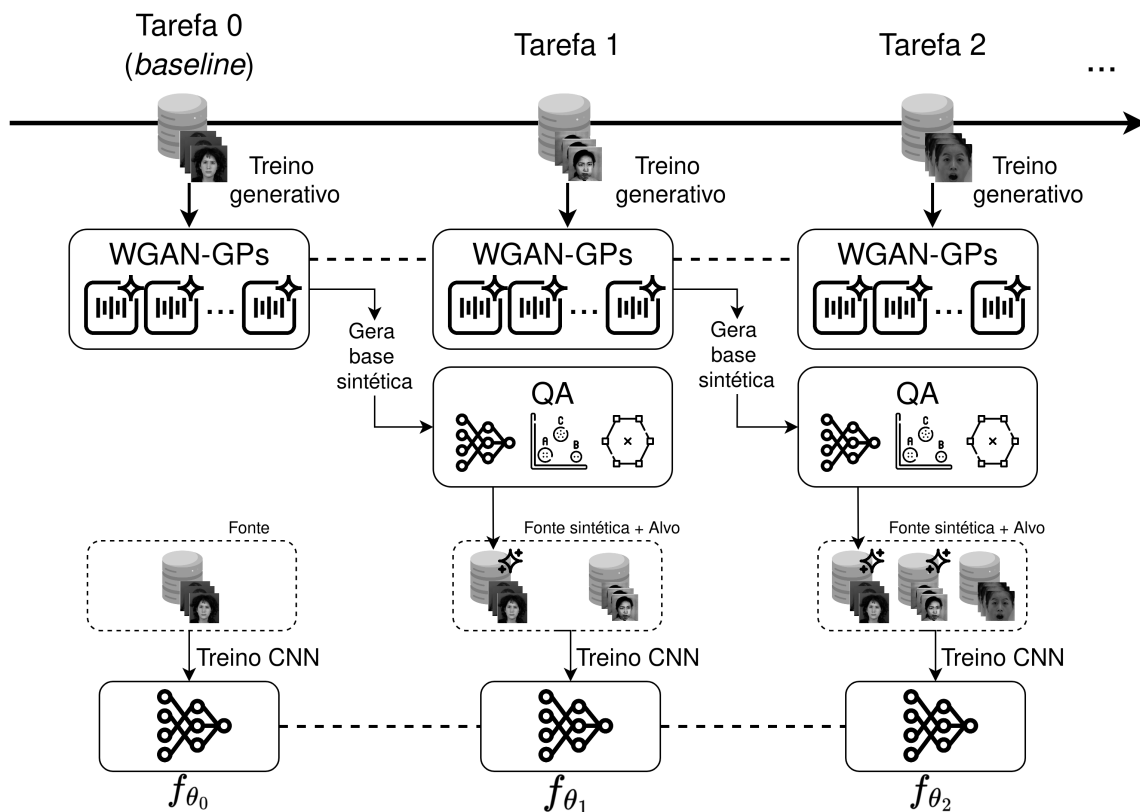 Tarefa 0
(baseline)
Tarefa 1
Tarefa 2
...
Treino
generativo
Treino
generativo
Treino
generativo
WGAN-GPs
...
WGAN-GPs
...
WGAN-GPs
...
Gera
base
sintética
Gera
base
sintética
QA
A
C
B
QA
A
C
B
Fonte
Fonte sintética + Alvo
Fonte sintética + Alvo
Treino CNN
Treino CNN
Treino CNN
fθ0
fθ1
fθ2